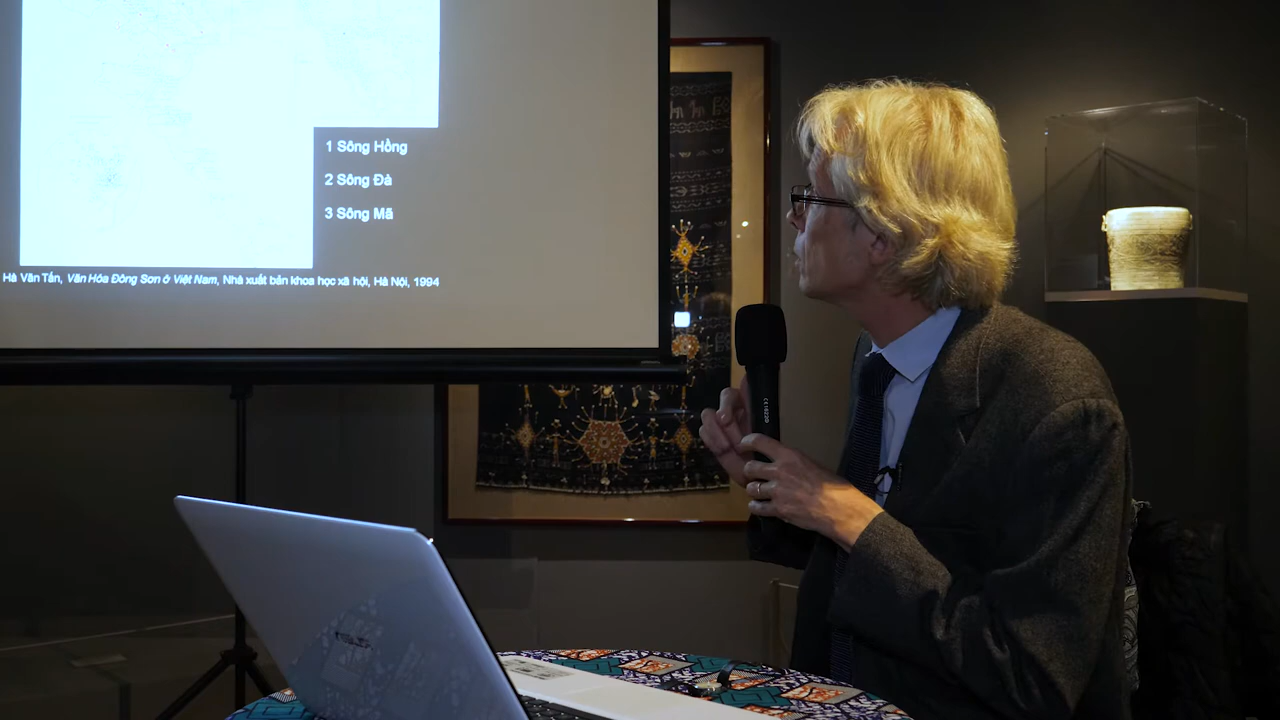 1 Sông Hồng
2 Sông Đà
3 Sông Mã
Hà Văn Tấn, Văn Hóa Đông Sơn ở Việt Nam, Nhà xuất bản khoa học xã hội, Hà Nội, 1994